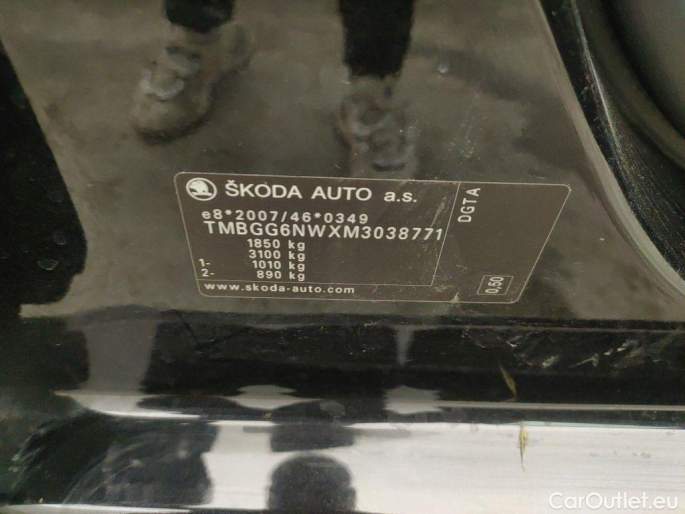 ŠKODA AUTO a.s.
e8*2007/46*0349
TMBGG6NWXM3038771
1850 kg
3100 kg
1- 1010 kg
2- 890 kg
www.skoda-auto.com
DGTA
0,50
CarOutlet.eu